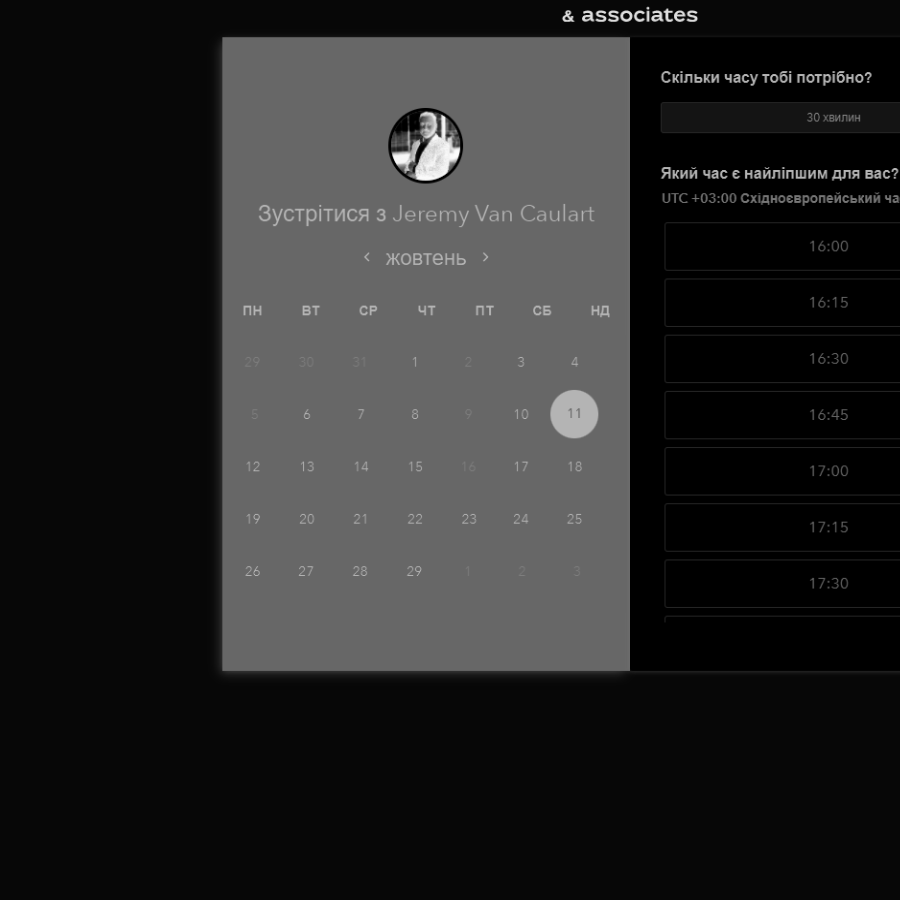 & associates
Зустрітися з Jeremy Van Caulart
< жовтень >
ПН ВТ СР ЧТ ПТ СБ НД
29 30 31 1 2 3 4
5 6 7 8 9 10 11
12 13 14 15 16 17 18
19 20 21 22 23 24 25
26 27 28 29 1 2 3
Скільки часу тобі потрібно?
30 хвилин
Який час є найліпшим для вас?
UTC +03:00 Східноєвропейський ча
16:00
16:15
16:30
16:45
17:00
17:15
17:30